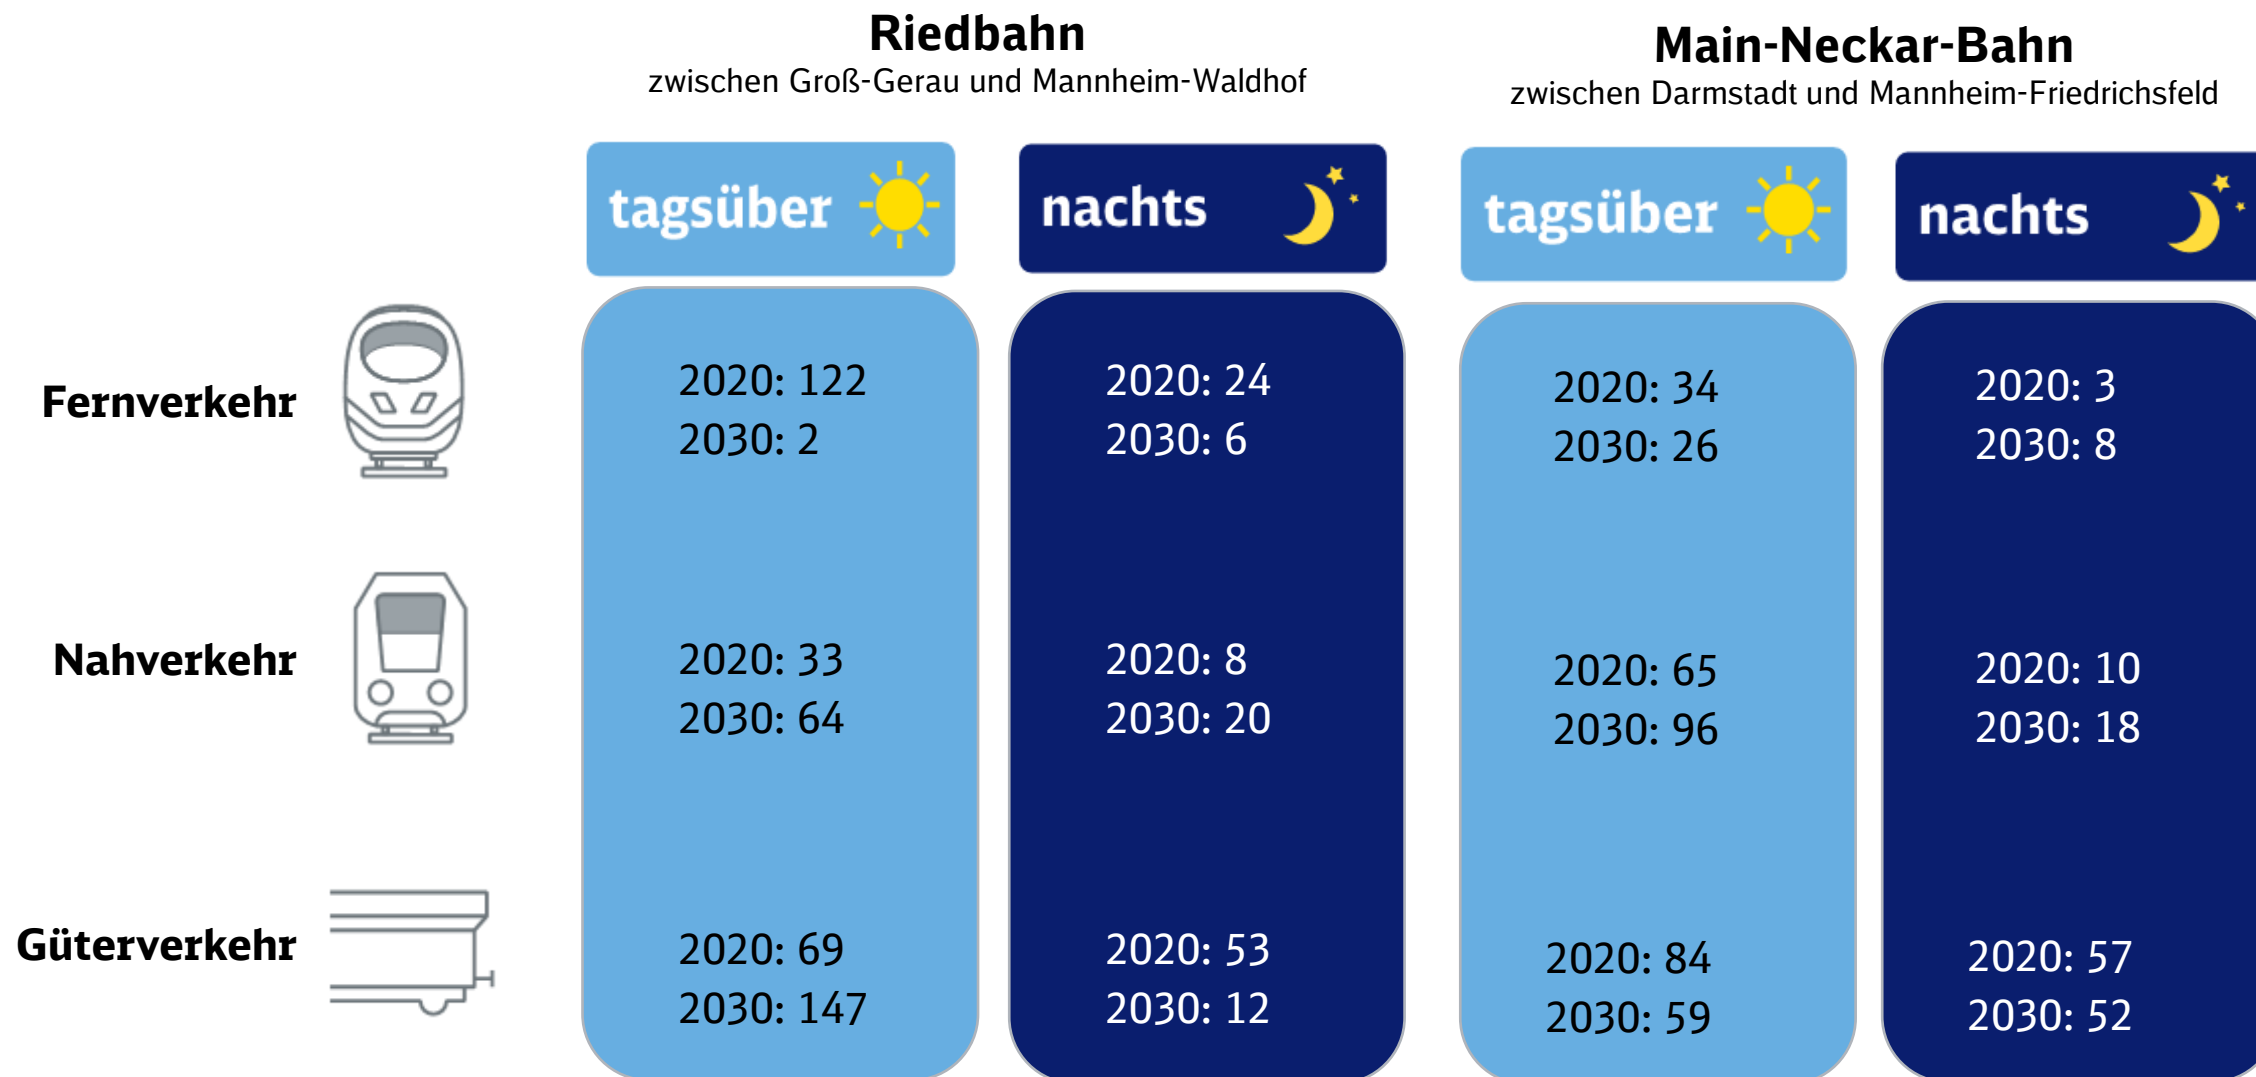 Riedbahn
zwischen Groß-Gerau und Mannheim-Waldhof
Main-Neckar-Bahn
zwischen Darmstadt und Mannheim-Friedrichsfeld
tagsüber
nachts
tagsüber
nachts
Fernverkehr
2020: 122
2030: 2
2020: 24
2030: 6
2020: 34
2030: 26
2020: 3
2030: 8
Nahverkehr
2020: 33
2030: 64
2020: 8
2030: 20
2020: 65
2030: 96
2020: 10
2030: 18
Güterverkehr
2020: 69
2030: 147
2020: 53
2030: 12
2020: 84
2030: 59
2020: 57
2030: 52